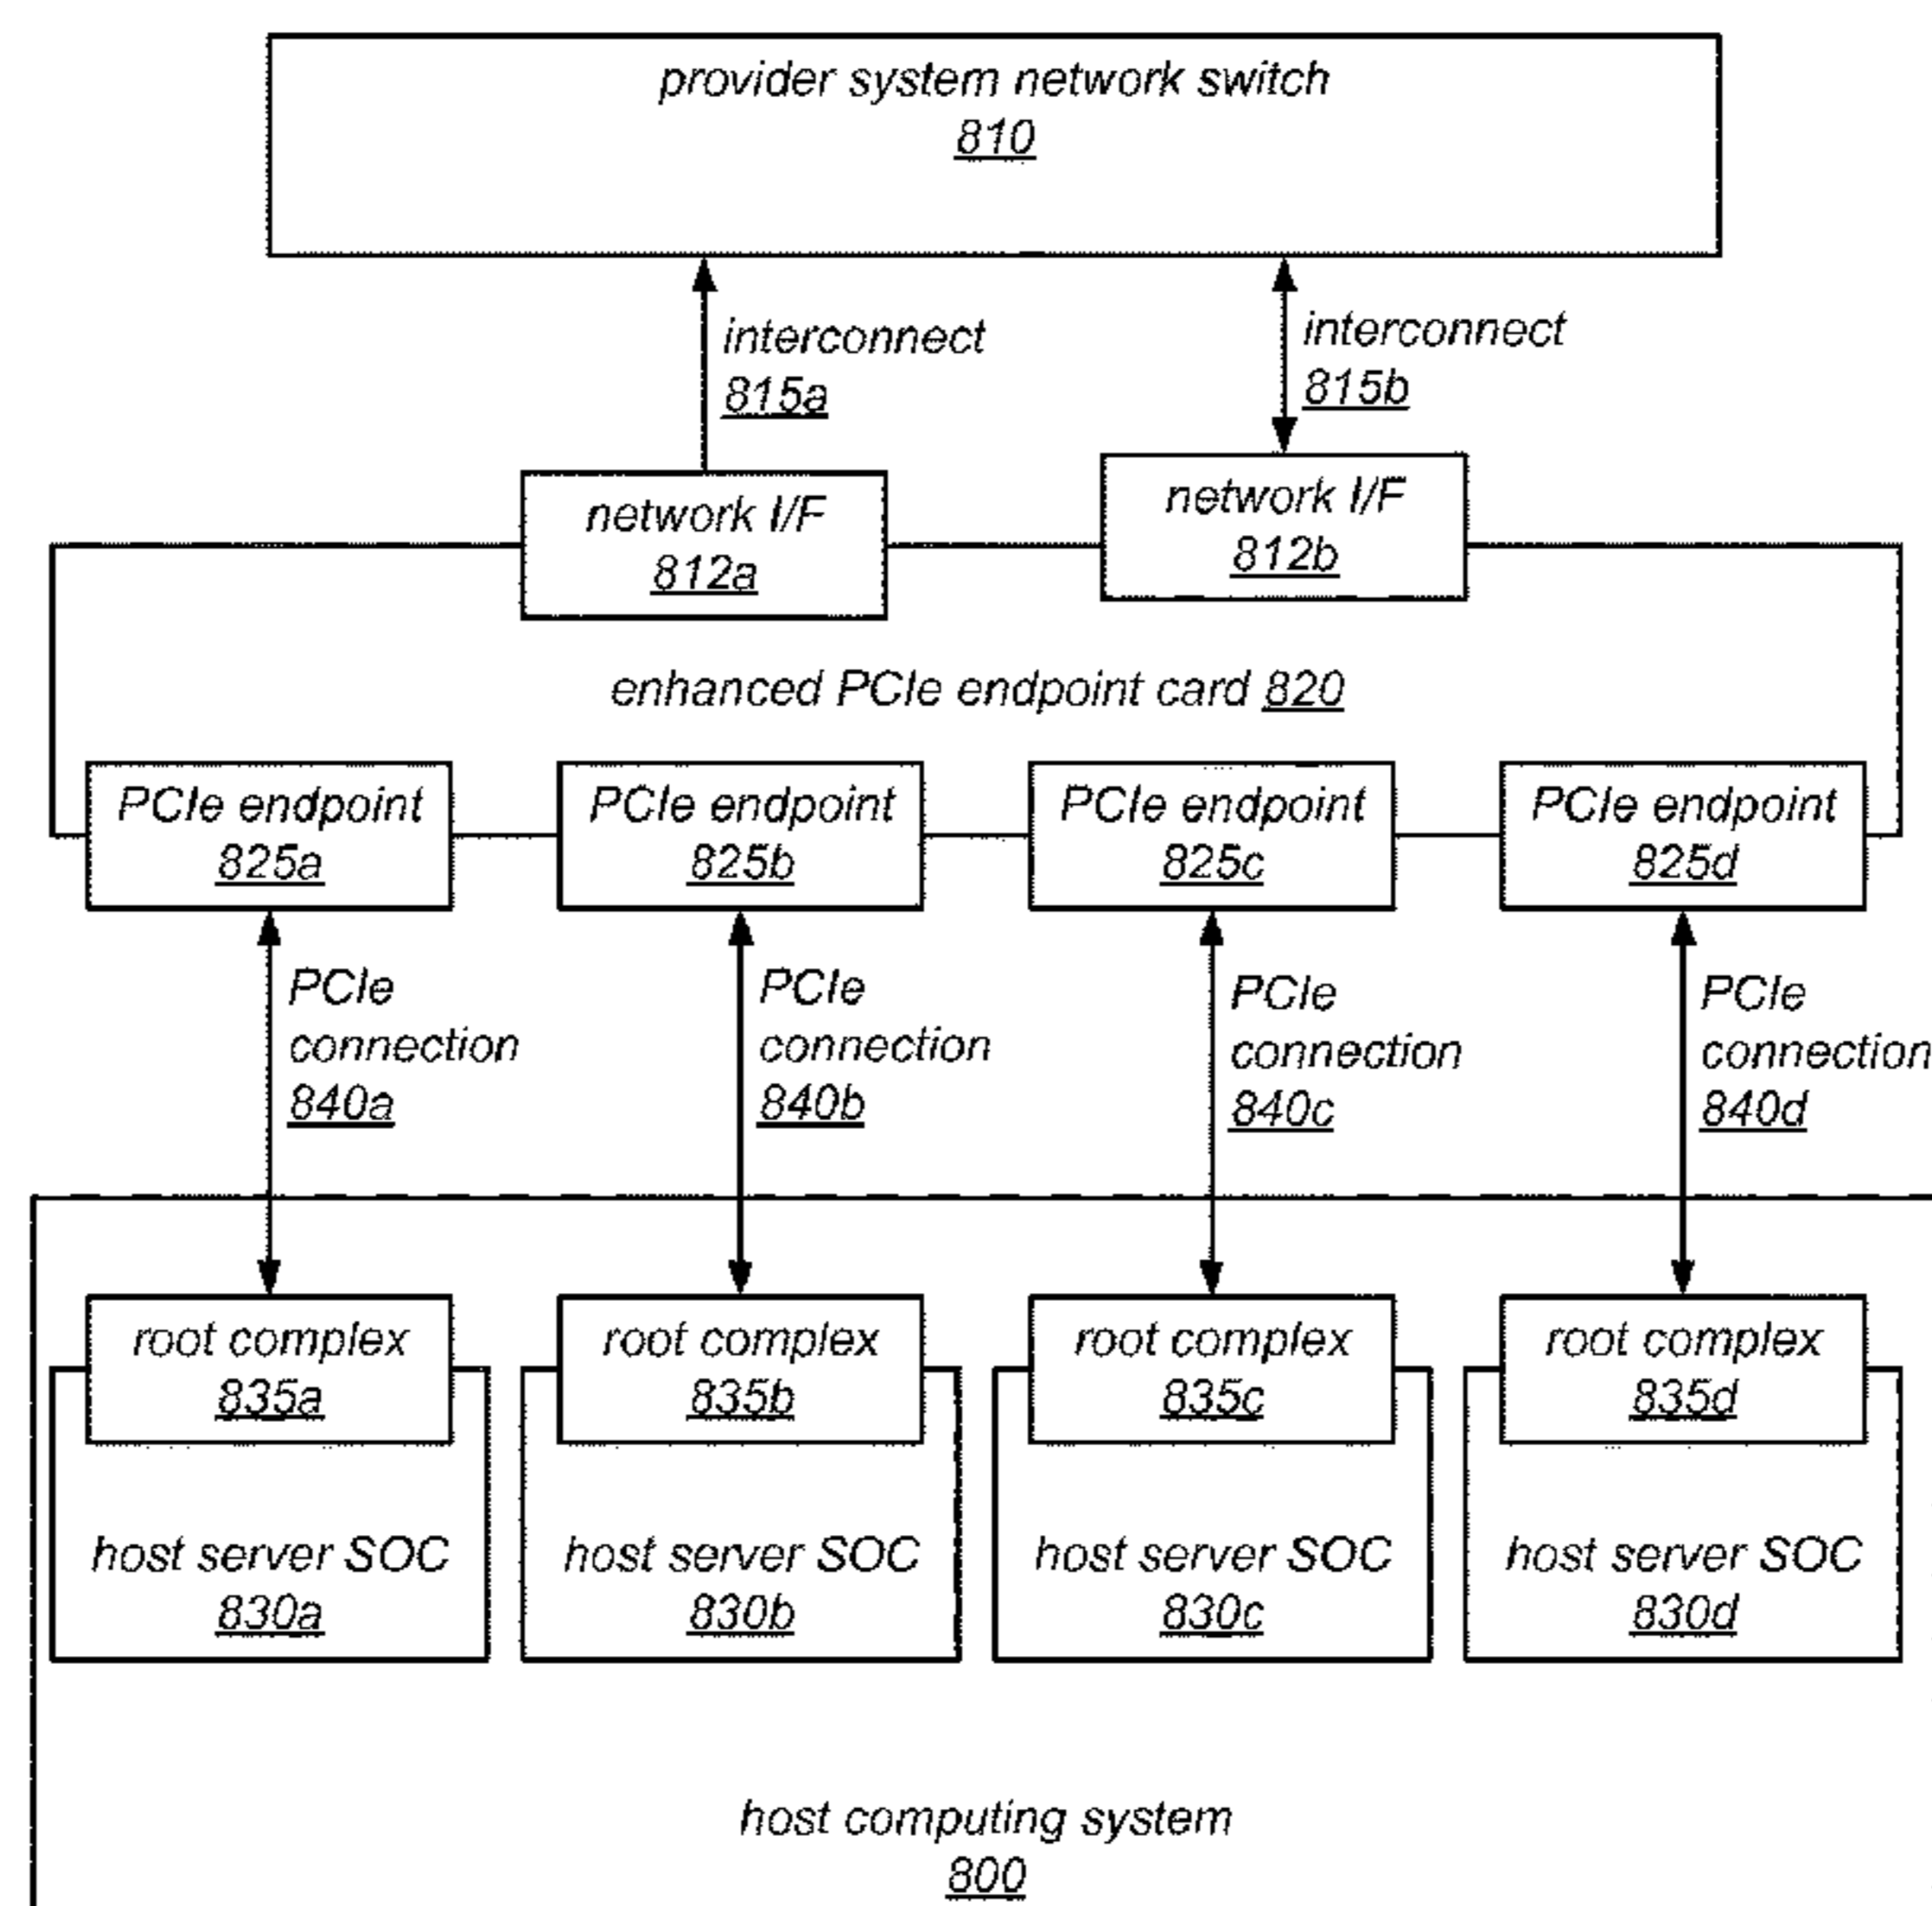 provider system network switch
810
interconnect
815a
interconnect
815b
network I/F
812a
network I/F
812b
enhanced PCIe endpoint card 820
PCIe endpoint
825a
PCIe endpoint
825b
PCIe endpoint
825c
PCIe endpoint
825d
PCIe
connection
840a
PCIe
connection
840b
PCIe
connection
840c
PCIe
connection
840d
root complex
835a
root complex
835b
root complex
835c
root complex
835d
host server SOC
830a
host server SOC
830b
host server SOC
830c
host server SOC
830d
host computing system
800